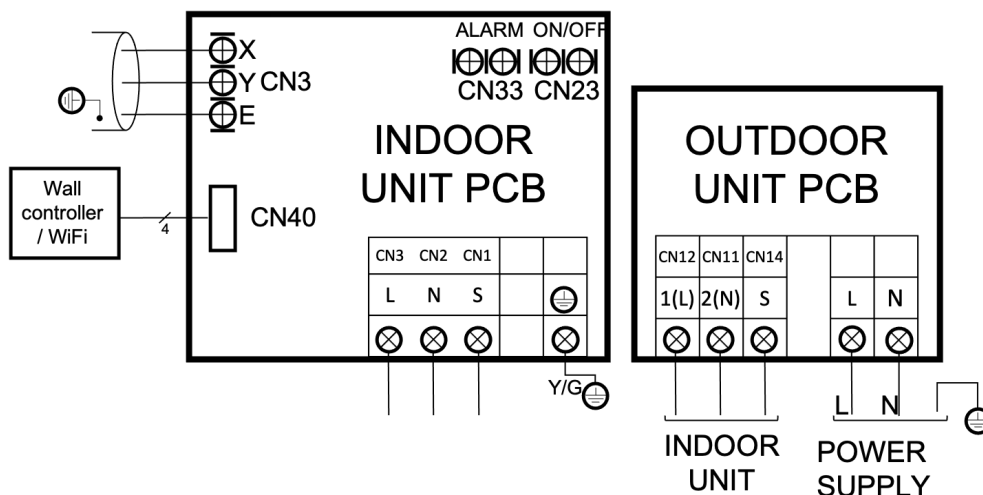 ALARM ON/OFF
CN33 CN23
X
Y CN3
E
INDOOR
UNIT PCB
Wall
controller
/ WiFi
4
CN40
CN3 CN2 CN1
L N S
Y/G
OUTDOOR
UNIT PCB
CN12 CN11 CN14
1(L) 2(N) S L N
L N
INDOOR
UNIT
POWER
SUPPLY